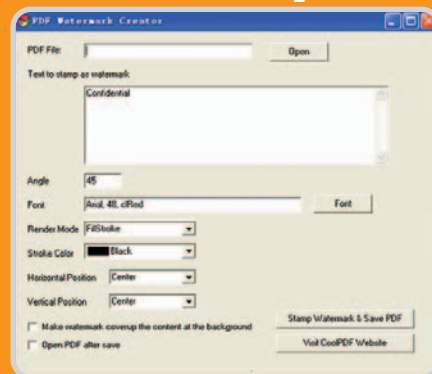 PDF Watermark Creator
PDF File:
Open
Text to stamp as watermark
Confidential
Angle
45
Font
Arial, 48, clRed
Font
Render Mode
FillStroke
Stroke Color
Black
Horizontal Position
Center
Vertical Position
Center
Make watermark coverup the content at the background
Stamp Watermark & Save PDF
Open PDF after save
Visit CoolPDF Website